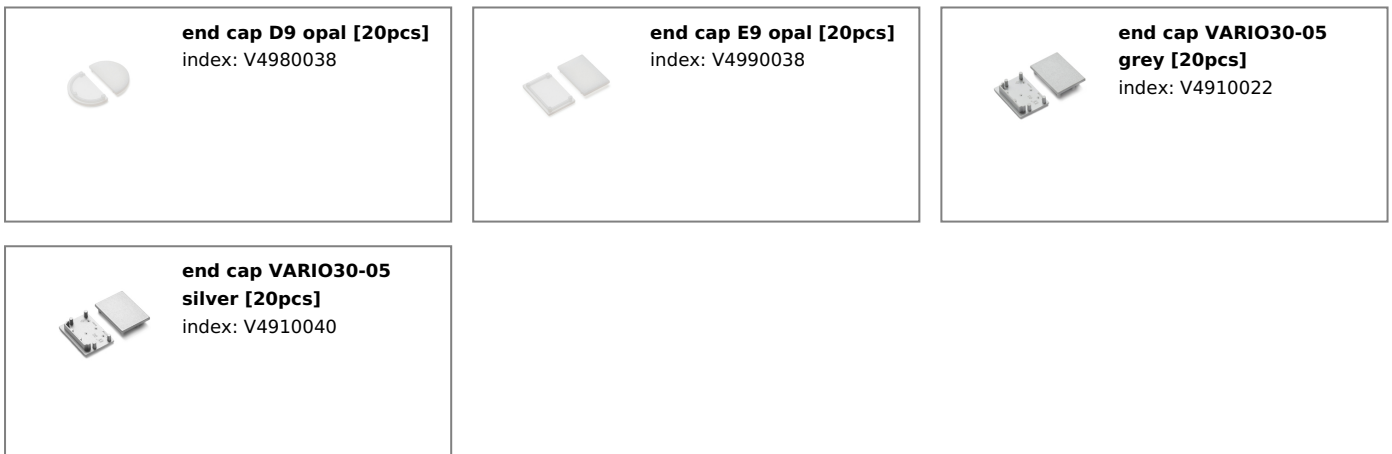 end cap D9 opal [20pcs]
index: V4980038
end cap E9 opal [20pcs]
index: V4990038
end cap VARIO30-05
grey [20pcs]
index: V4910022
end cap VARIO30-05
silver [20pcs]
index: V4910040